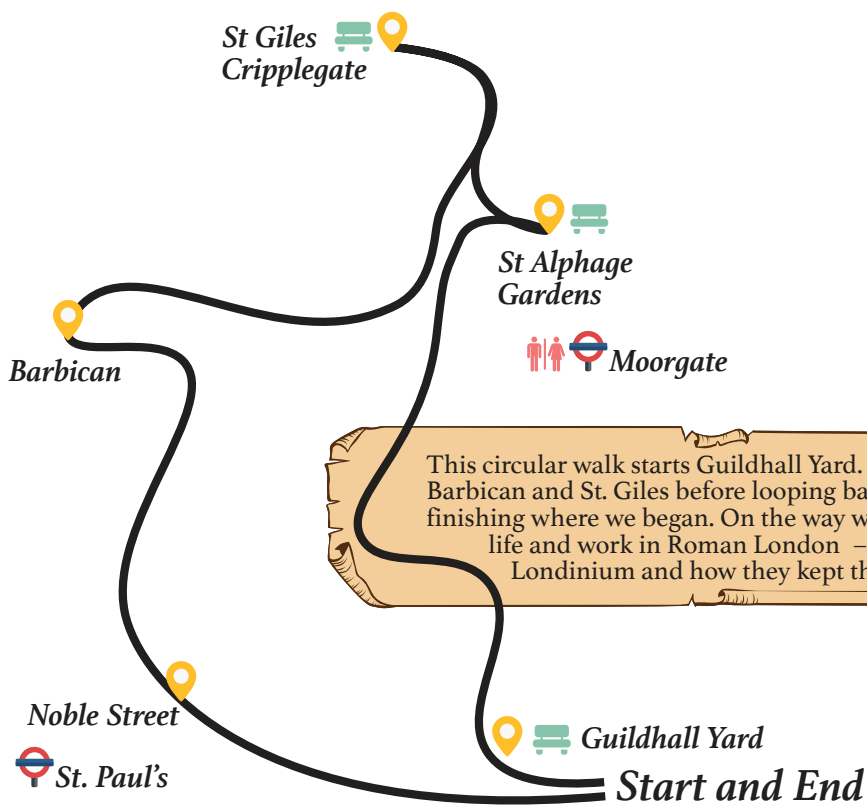 St Giles
Cripplegate
St Alphage
Gardens
Moorgate
Barbican
This circular walk starts Guildhall Yard.
Barbican and St. Giles before looping ba
finishing where we began. On the way w
life and work in Roman London –
Londinium and how they kept th
Noble Street
St. Paul's
Guildhall Yard
Start and End